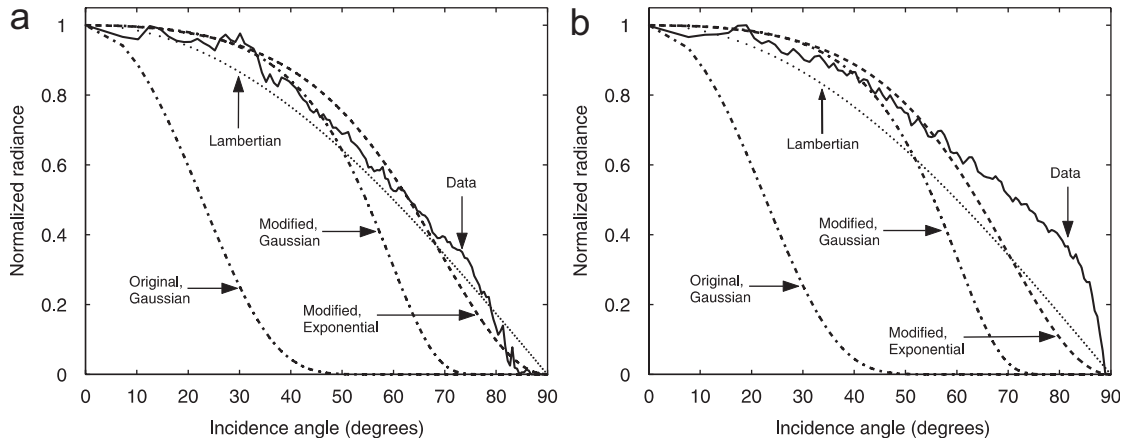 a
Normalized radiance
1
0.8
0.6
0.4
0.2
0
Lambertian
Data
Modified,
Gaussian
Original,
Gaussian
Modified,
Exponential
0 10 20 30 40 50 60 70 80 90
Incidence angle (degrees)
b
Normalized radiance
1
0.8
0.6
0.4
0.2
0
Lambertian
Data
Modified,
Gaussian
Original,
Gaussian
Modified,
Exponential
0 10 20 30 40 50 60 70 80 90
Incidence angle (degrees)